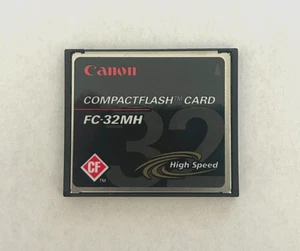 Canon
COMPACTFLASH™ CARD
FC-32MH
32
CF
High Speed